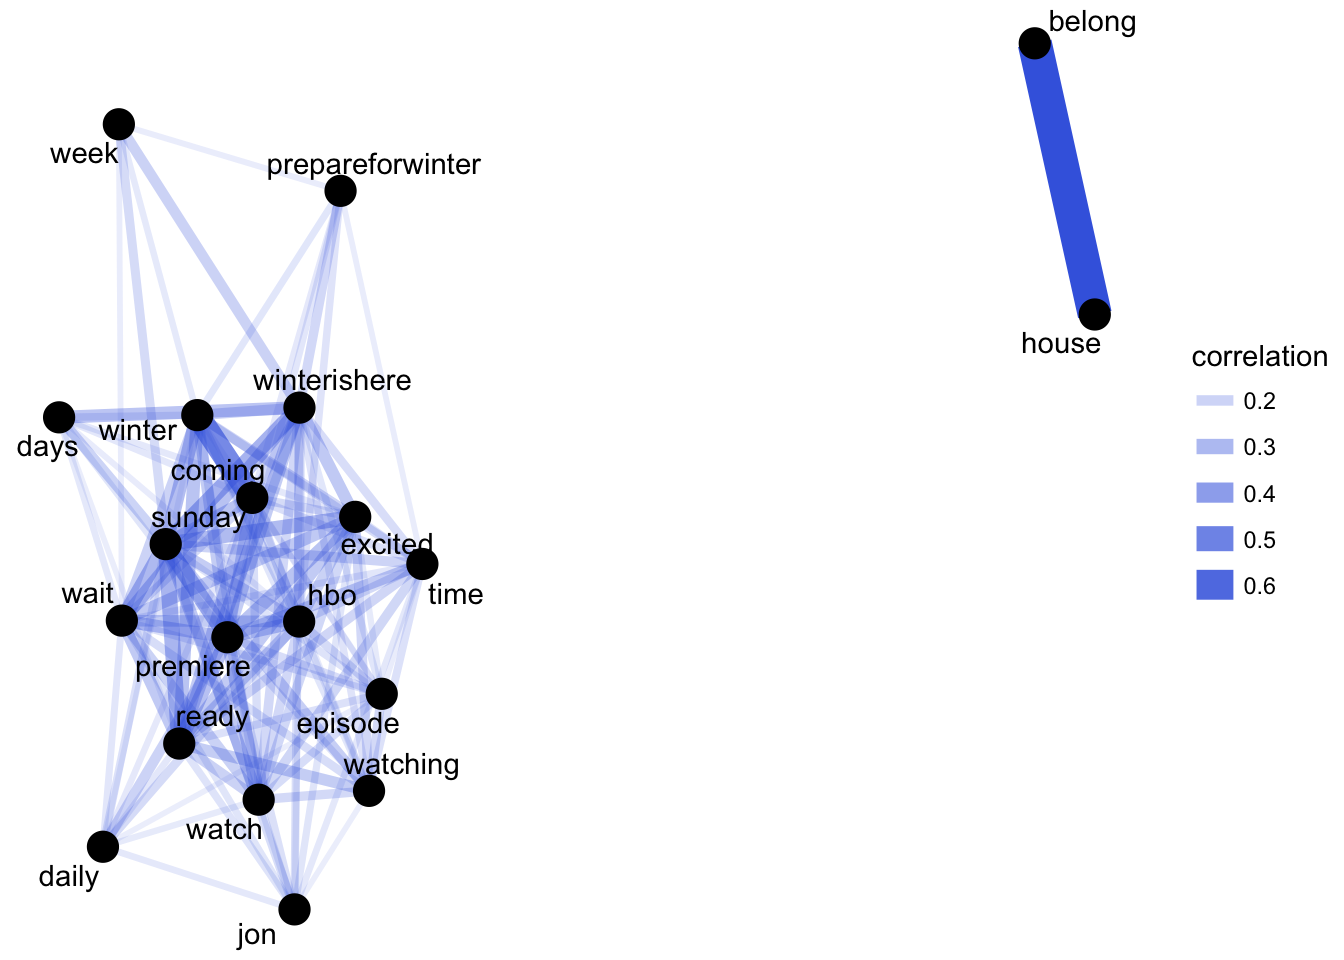 belong
week
prepareforwinter
house
correlation
winterishere
0.2
days
winter
0.3
coming
0.4
sunday
excited
0.5
wait
hbo
time
0.6
premiere
ready
episode
watching
watch
daily
jon